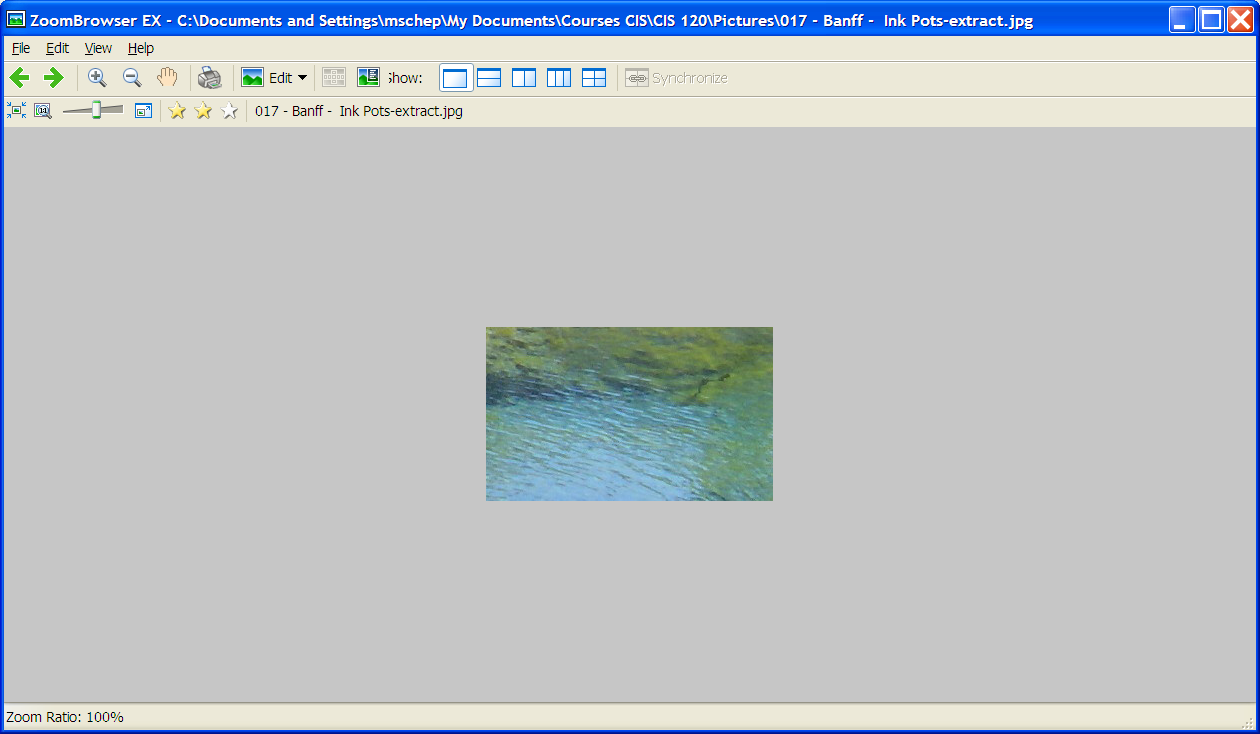 ZoomBrowser EX - C:\Documents and Settings\mschep\My Documents\Courses CIS\CIS 120\Pictures\017 - Banff -  Ink Pots-extract.jpg
File Edit View Help
Edit Show: Synchronize
017 - Banff -  Ink Pots-extract.jpg
Zoom Ratio: 100%